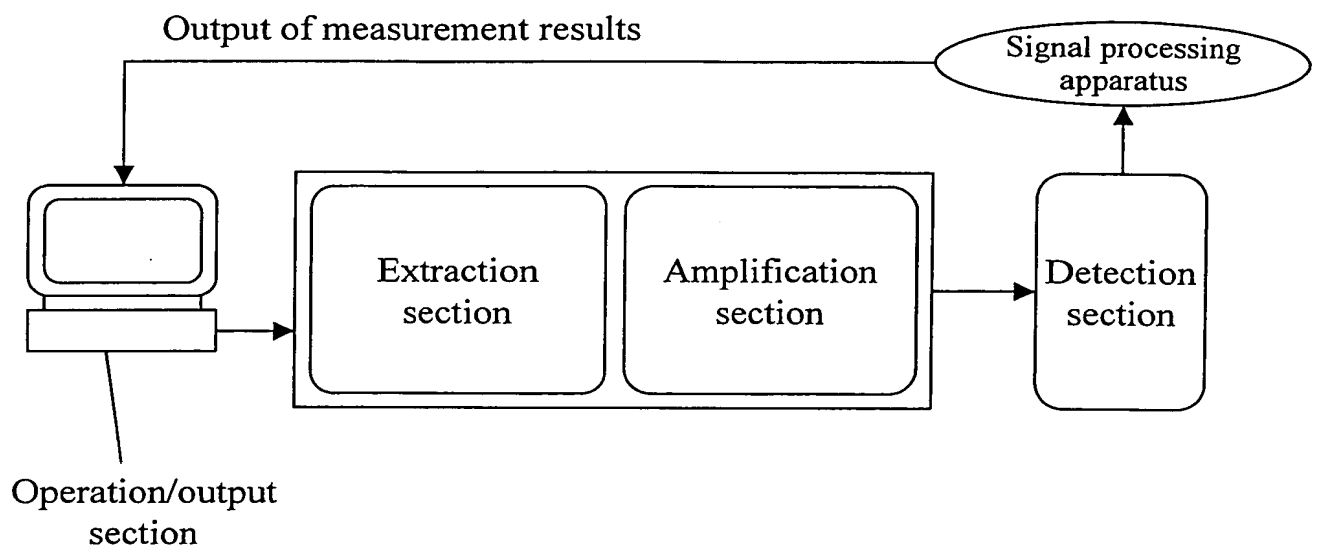 Output of measurement results
Signal processing
apparatus
Extraction
section
Amplification
section
Detection
section
Operation/output
section